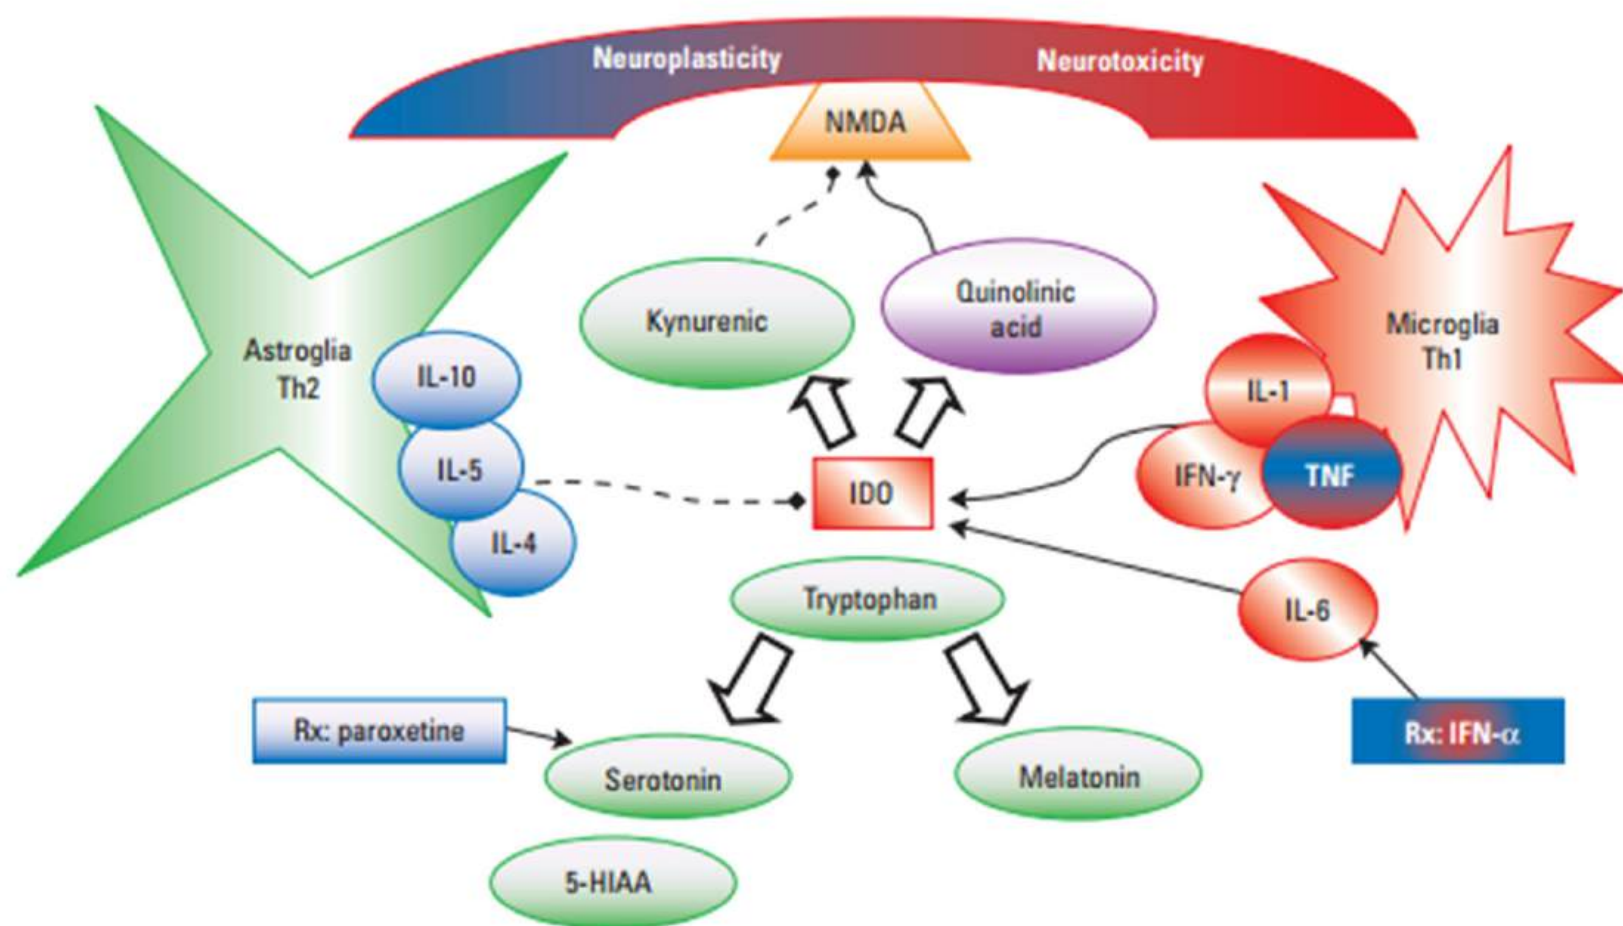 Neuroplasticity
Neurotoxicity
NMDA
Kynurenic
Quinolinic
acid
Astroglia
Th2
IL-10
IL-5
IL-4
Microglia
Th1
IL-1
IFN-γ
TNF
IDO
Tryptophan
IL-6
Rx: paroxetine
Rx: IFN-α
Serotonin
Melatonin
5-HIAA